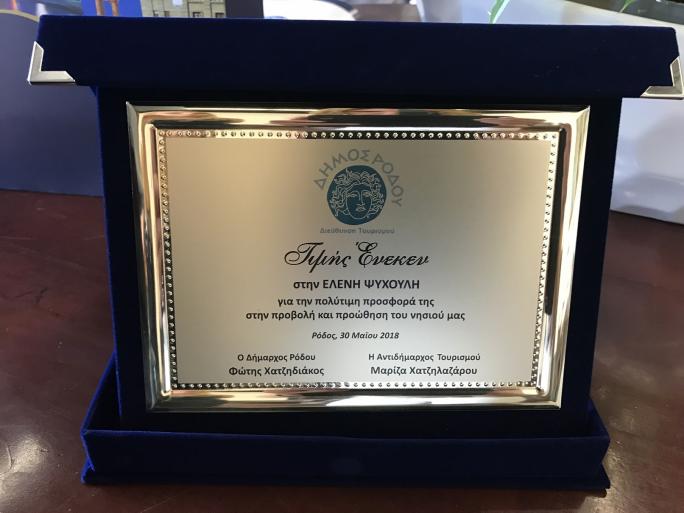 ΔΗΜΟΣ ΡΟΔΟΥ
Διεύθυνση Τουρισμού
Τιμής Ένεκεν
στην ΕΛΕΝΗ ΨΥΧΟΥΛΗ
για την πολύτιμη προσφορά της
στην προβολή και προώθηση του νησιού μας
Ρόδος, 30 Μαΐου 2018
Ο Δήμαρχος Ρόδου
Φώτης Χατζηδιάκος
Η Αντιδήμαρχος Τουρισμού
Μαρίζα Χατζηλαζάρου